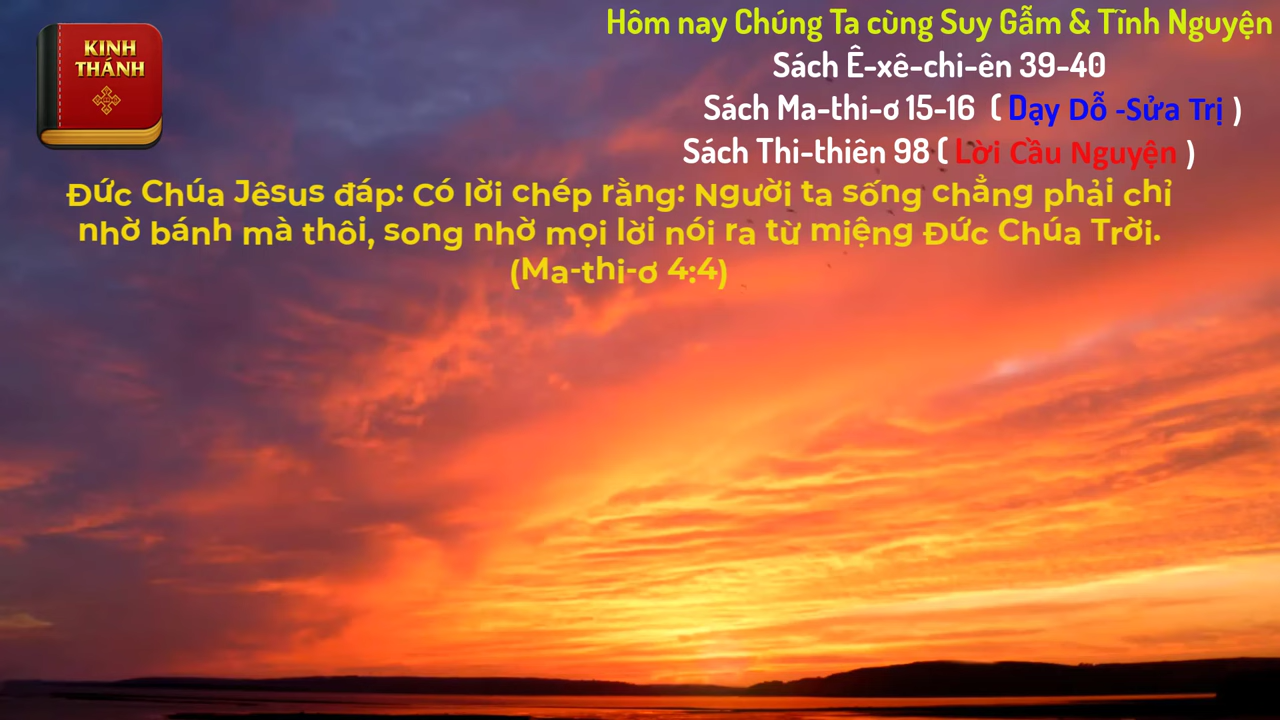 KINH
THÁNH
Hôm nay Chúng Ta cùng Suy Gẫm & Tĩnh Nguyện
Sách Ê-xê-chi-ên 39-40
Sách Ma-thi-ơ 15-16 ( Dạy Dỗ -Sửa Trị )
Sách Thi-thiên 98 ( Lời Cầu Nguyện )
Đức Chúa Jêsus đáp: Có lời chép rằng: Người ta sống chẳng phải chỉ
nhờ bánh mà thôi, song nhờ mọi lời nói ra từ miệng Đức Chúa Trời.
(Ma-thi-ơ 4:4)